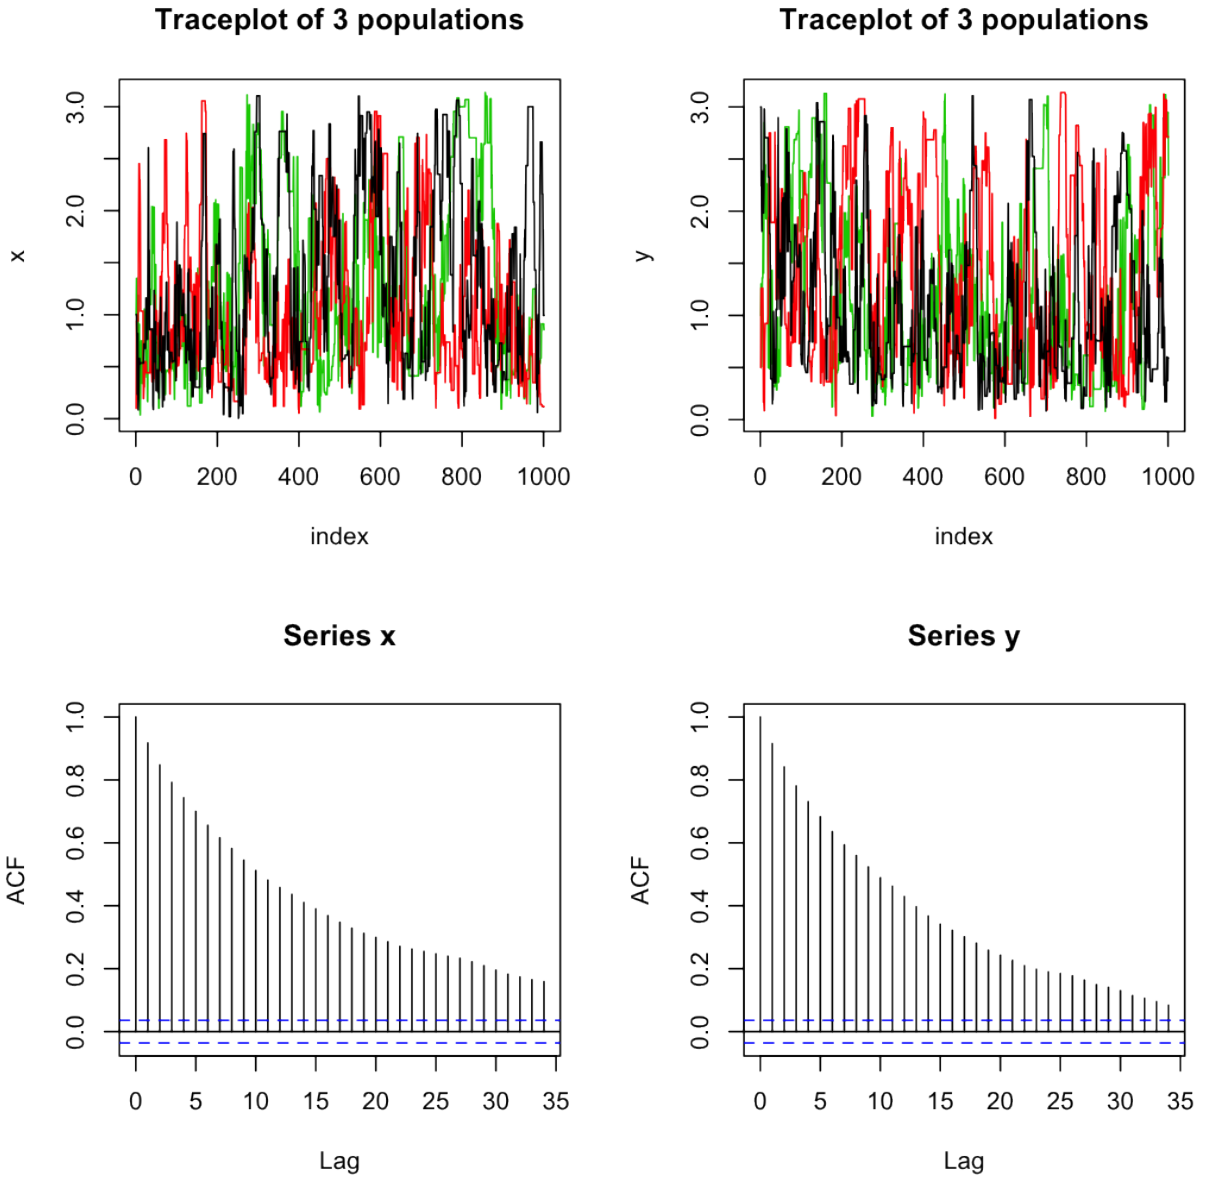 Traceplot of 3 populations
x
0.0 1.0 2.0 3.0
0 200 400 600 800 1000
index
Traceplot of 3 populations
y
0.0 1.0 2.0 3.0
0 200 400 600 800 1000
index
Series x
ACF
0.0 0.2 0.4 0.6 0.8 1.0
0 5 10 15 20 25 30 35
Lag
Series y
ACF
0.0 0.2 0.4 0.6 0.8 1.0
0 5 10 15 20 25 30 35
Lag